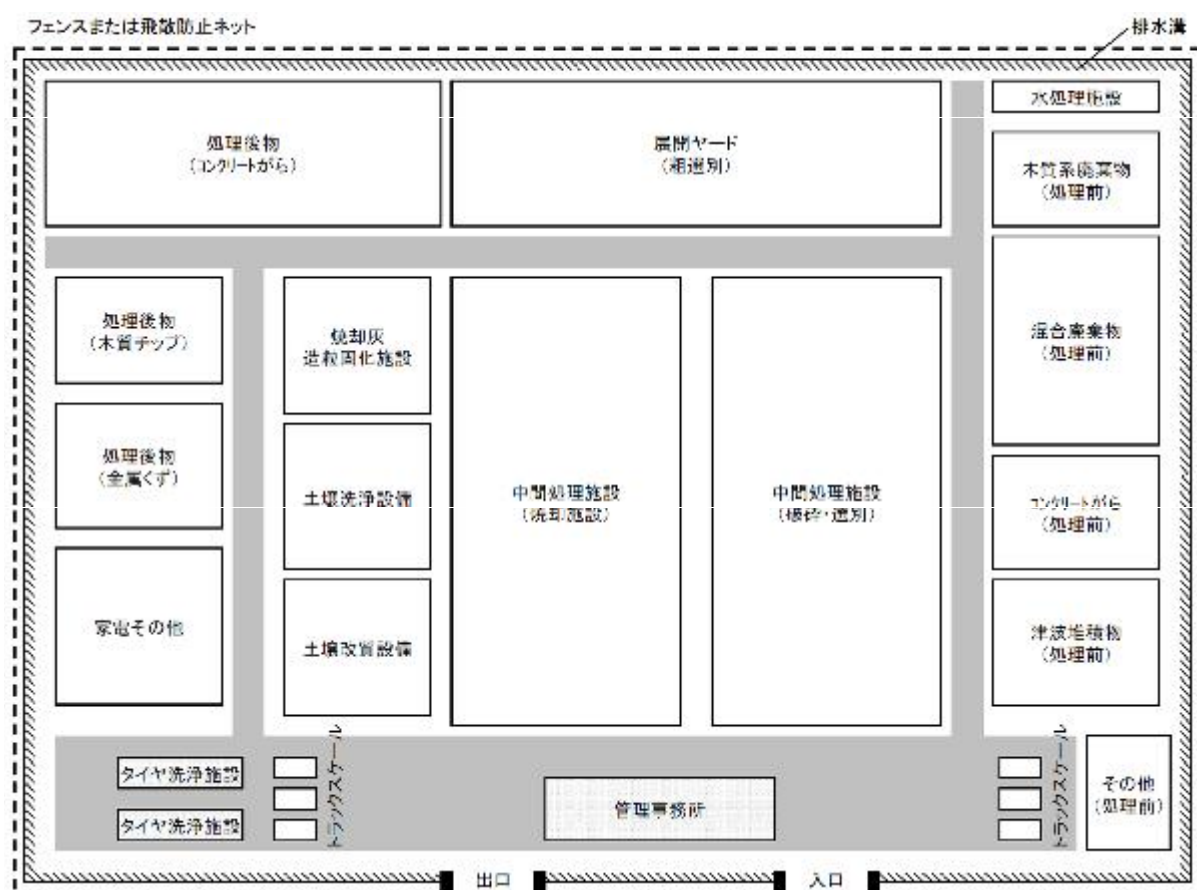 フェンスまたは飛散防止ネット
排水溝
処理後物
(コンクリートがら)
展開ヤード
(粗選別)
水処理施設
木質系廃棄物
(処理前)
処理後物
(木質チップ)
焼却灰
造粒固化施設
混合廃棄物
(処理前)
処理後物
(金属くず)
土壌洗浄設備
中間処理施設
(焼却施設)
中間処理施設
(破砕・選別)
コンクリートがら
(処理前)
家電その他
土壌改質設備
津波堆積物
(処理前)
タイヤ洗浄施設
タイヤ洗浄施設
トラックスケール
管理事務所
トラックスケール
その他
(処理前)
出口
入口